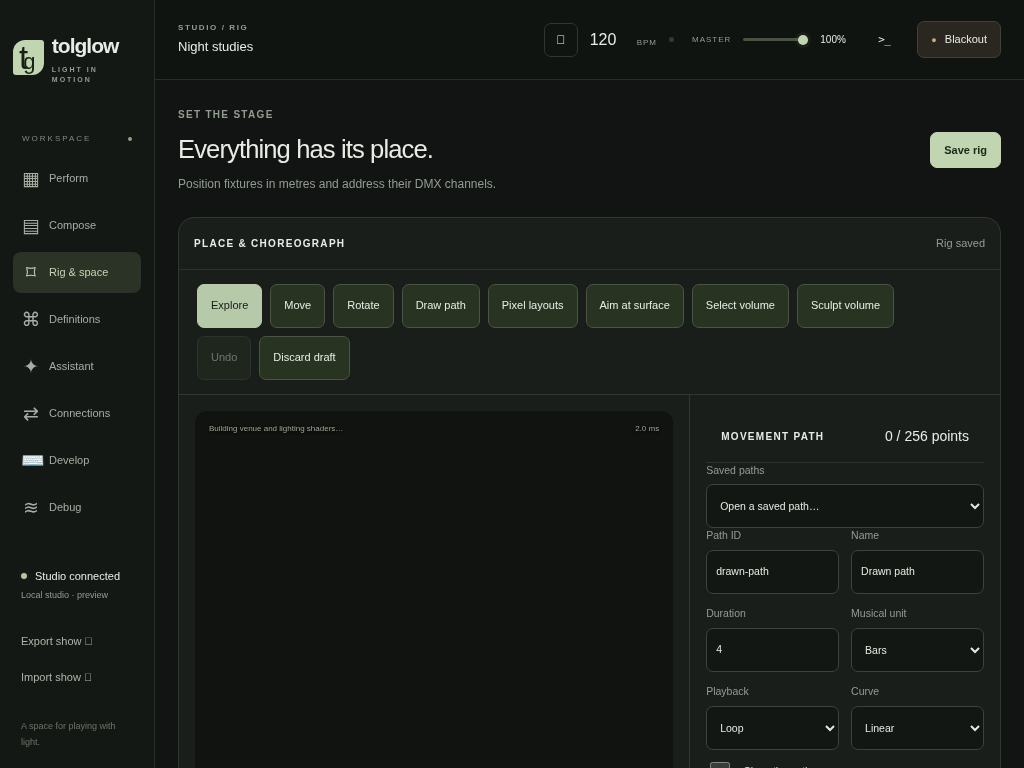 tg
tolglow
LIGHT IN
MOTION
WORKSPACE
Perform
Compose
Rig & space
Definitions
Assistant
Connections
Develop
Debug
Studio connected
Local studio · preview
Export show
Import show
A space for playing with
light.
STUDIO / RIG
Night studies
120
BPM
MASTER
100%
>_
Blackout
SET THE STAGE
Everything has its place.
Position fixtures in metres and address their DMX channels.
Save rig
PLACE & CHOREOGRAPH
Rig saved
Explore
Move
Rotate
Draw path
Pixel layouts
Aim at surface
Select volume
Sculpt volume
Undo
Discard draft
Building venue and lighting shaders…
2.0 ms
MOVEMENT PATH
0 / 256 points
Saved paths
Open a saved path…
Path ID
Name
drawn-path
Drawn path
Duration
Musical unit
4
Bars
Playback
Curve
Loop
Linear